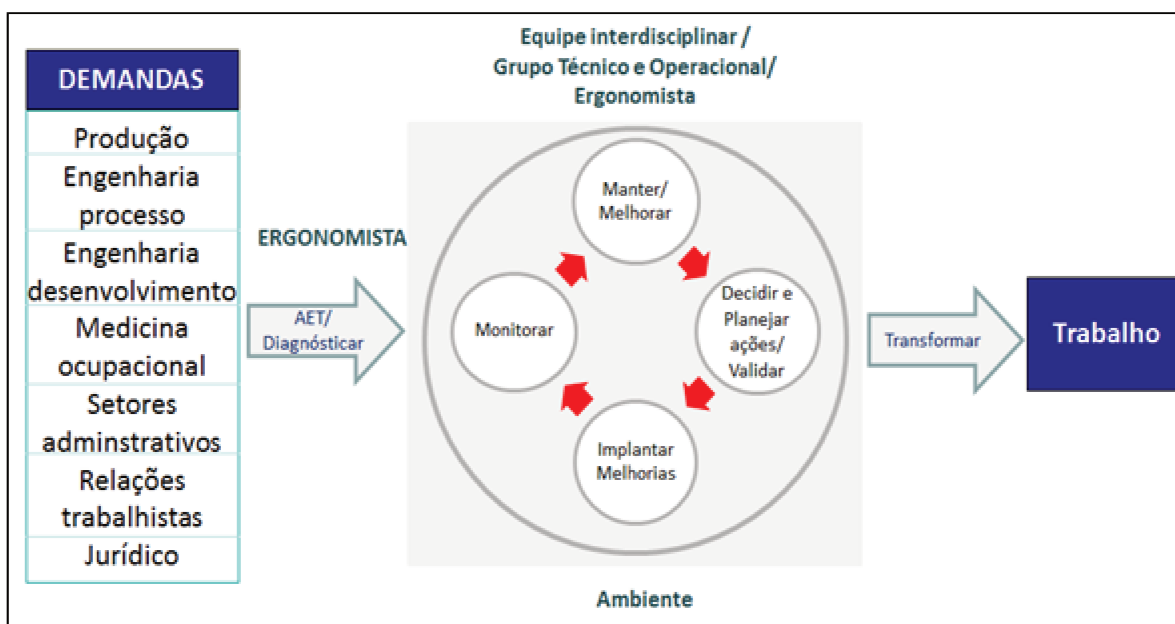 DEMANDAS
Produção
Engenharia
processo
Engenharia
desenvolvimento
Medicina
ocupacional
Setores
adminstrativos
Relações
trabalhistas
Jurídico
ERGONOMISTA
AET/
Diagnósticar
Equipe interdisciplinar /
Grupo Técnico e Operacional/
Ergonomista
Manter/
Melhorar
Decidir e
Planejar
ações/
Validar
Implantar
Melhorias
Monitorar
Ambiente
Transformar
Trabalho